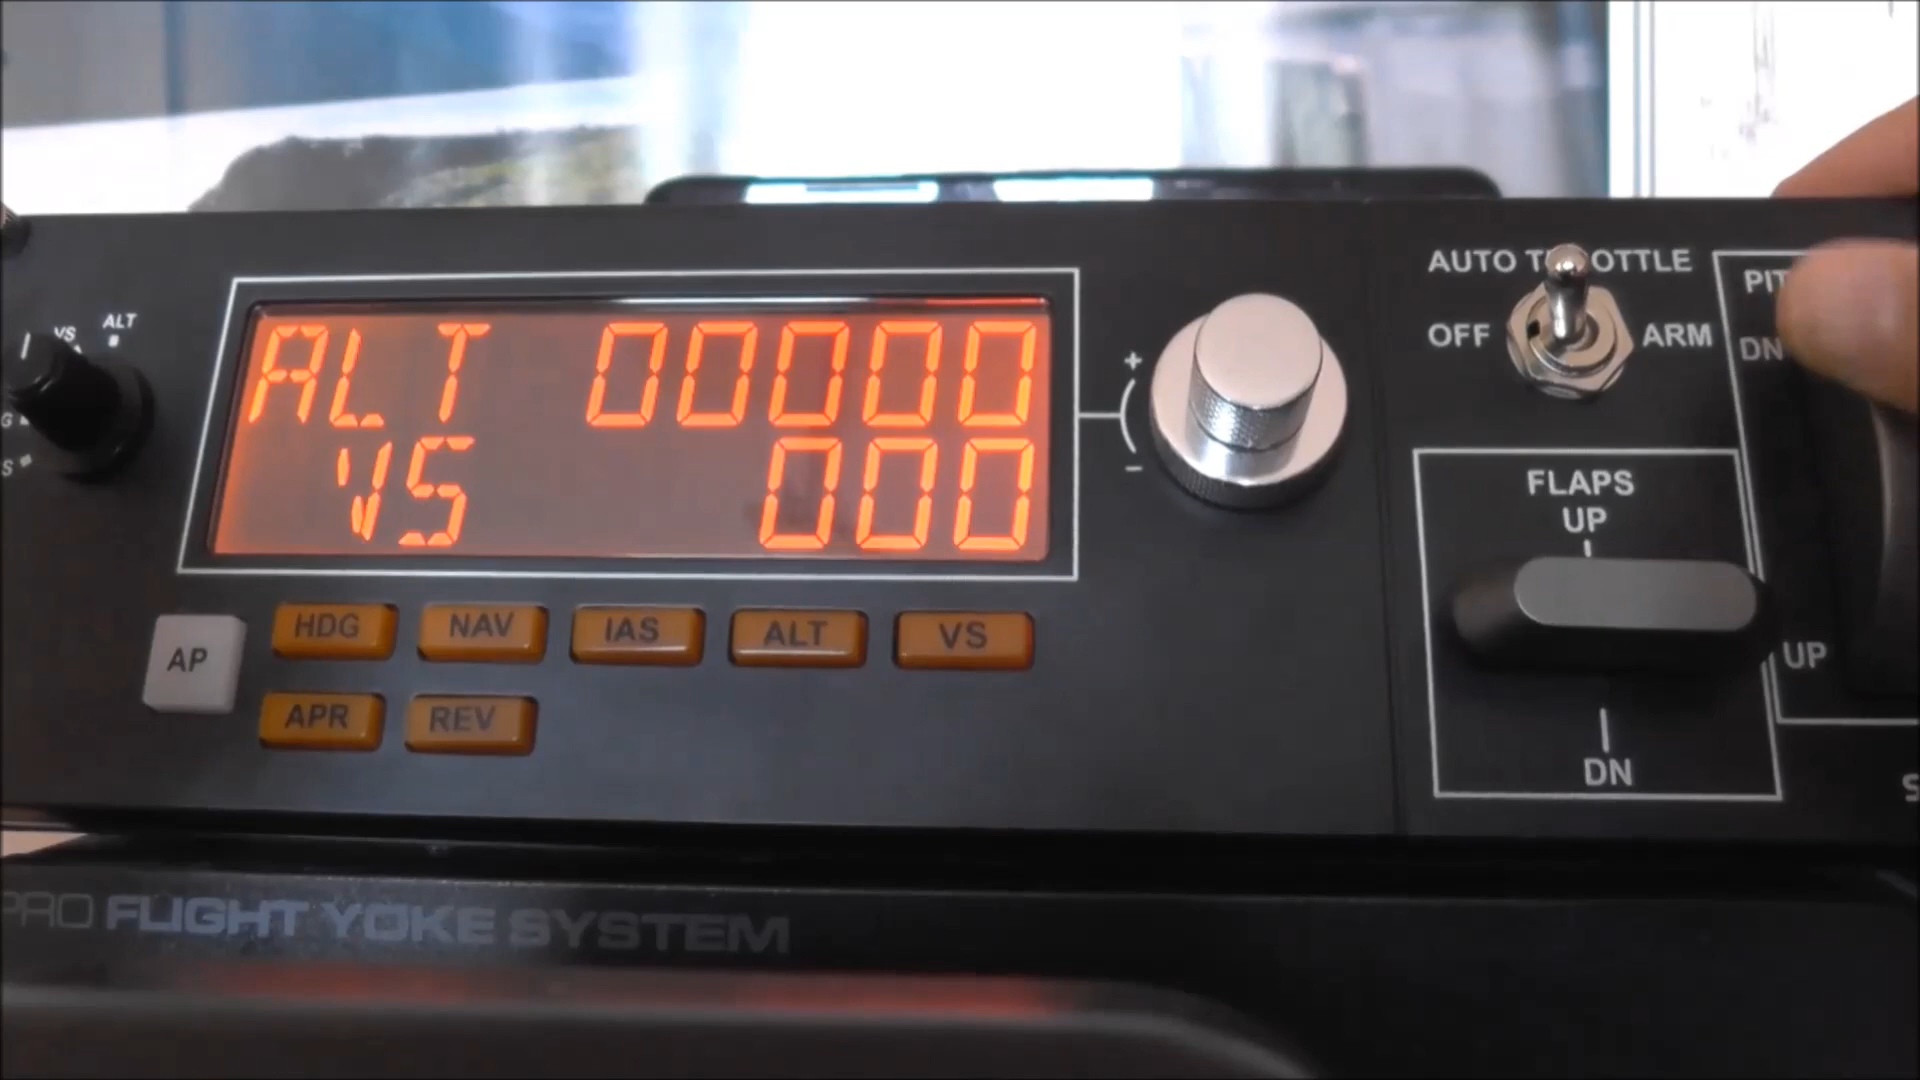 VS
ALT
ALT 00000
VS 000
+
-
AUTO THROTTLE
OFF
ARM
DN
FLAPS
UP
DN
UP
AP
HDG
NAV
IAS
ALT
VS
APR
REV
PRO FLIGHT YOKE SYSTEM